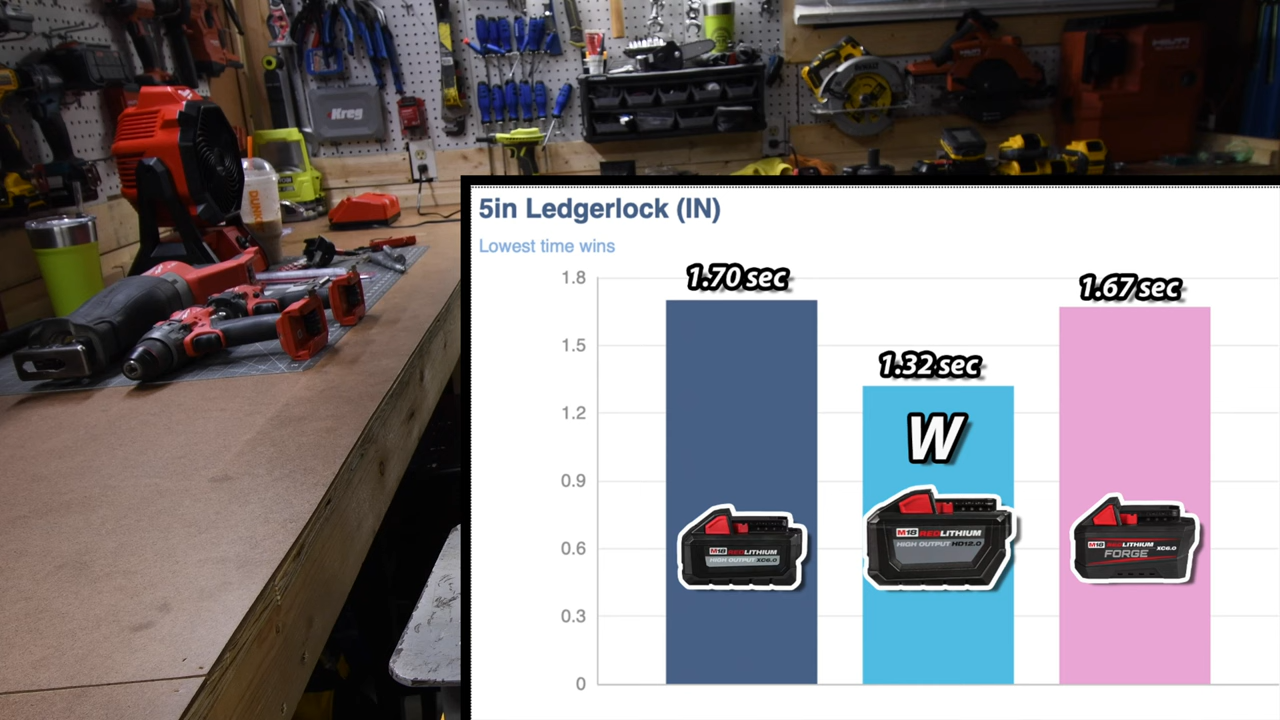 Kreg
DUNK
HILTI
5in Ledgerlock (IN)
Lowest time wins
1.8
1.5
1.2
0.9
0.6
0.3
0
1.70 sec
1.32 sec
1.67 sec
W
M18 REDLITHIUM
HIGH OUTPUT XC6.0
M18 REDLITHIUM
HIGH OUTPUT HD12.0
M18 REDLITHIUM
FORGE XC6.0